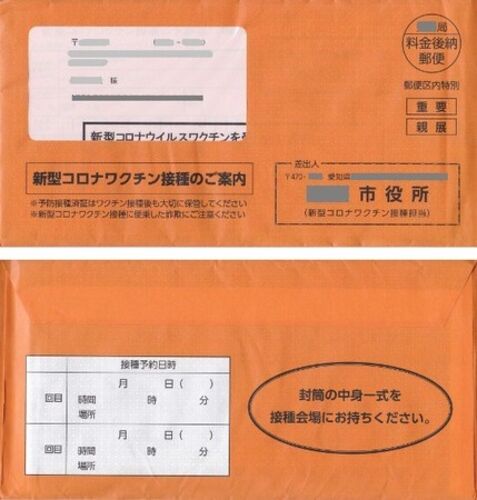 〒
様
新型コロナウイルスワクチンを
局
料金後納
郵便
郵便区内特別
重要
親展
新型コロナワクチン接種のご案内
※予防接種済証はワクチン接種後も大切に保管してください
※新型コロナワクチン接種に便乗した詐欺にご注意ください
差出人
〒470- 愛知県
市役所
(新型コロナワクチン接種担当)
接種予約日時
回目
月 日( )
時間 時 分
場所
回目
月 日( )
時間 時 分
場所
封筒の中身一式を
接種会場にお持ちください。